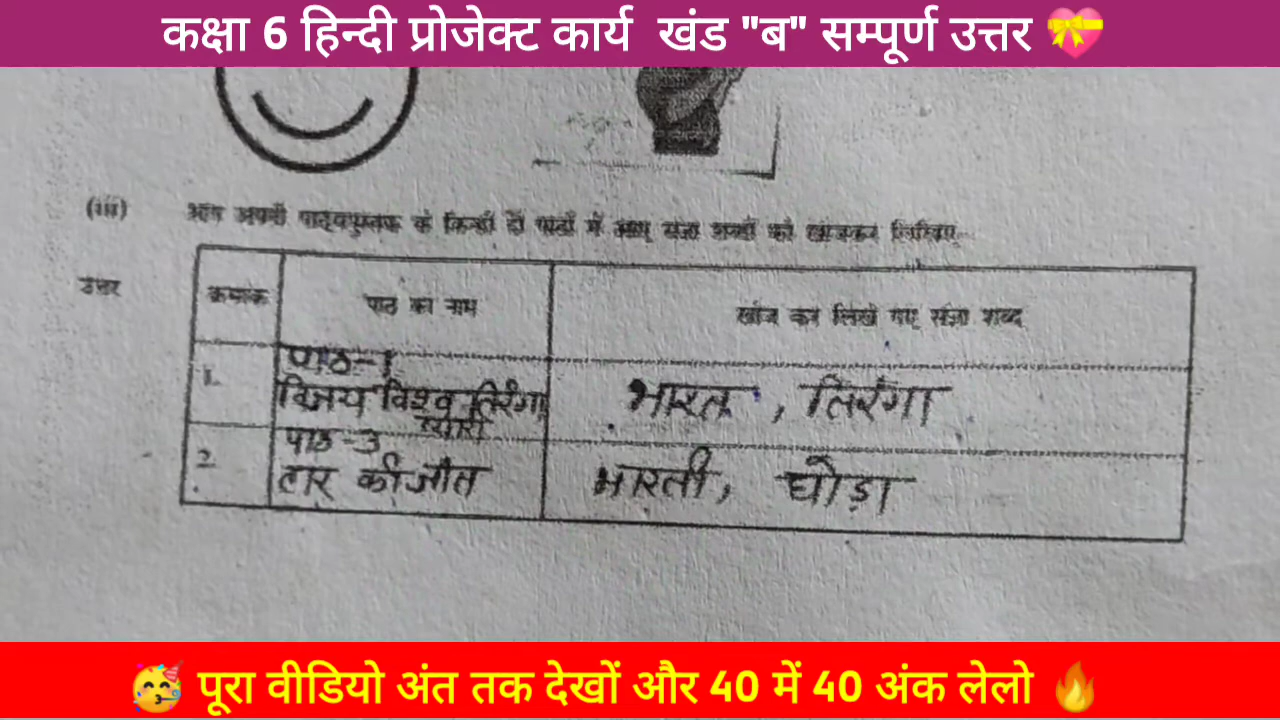 कक्षा 6 हिन्दी प्रोजेक्ट कार्य खंड "ब" सम्पूर्ण उत्तर 💝
(iii) आप अपनी पाठ्यपुस्तक के किन्हीं दो पाठों में आए संज्ञा शब्दों को खोजकर लिखिए
उत्तर
क्रमांक पाठ का नाम खोज कर लिखे गए संज्ञा शब्द
पाठ-1
1. विजय विश्व तिरंगा भारत, तिरंगा
प्यारा
पाठ-3
2. हार की जीत भारती, घोड़ा
🥳 पूरा वीडियो अंत तक देखों और 40 में 40 अंक लेलो 🔥